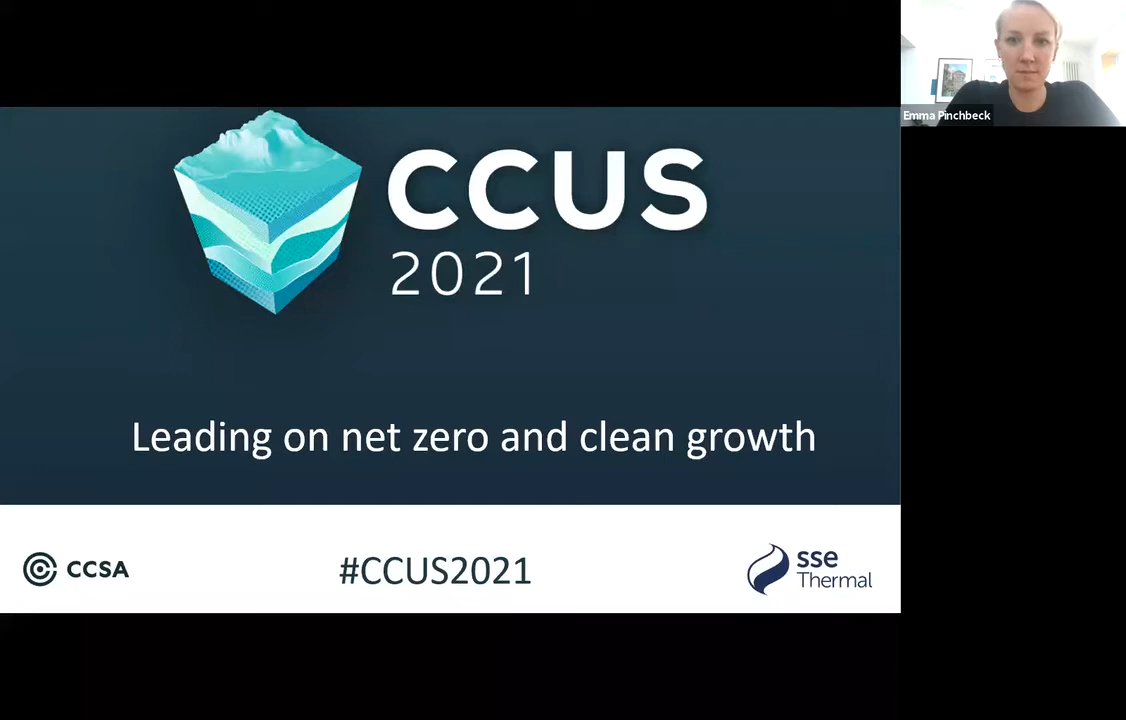 Emma Pinchbeck
CCUS
2021
Leading on net zero and clean growth
CCSA
#CCUS2021
sse
Thermal